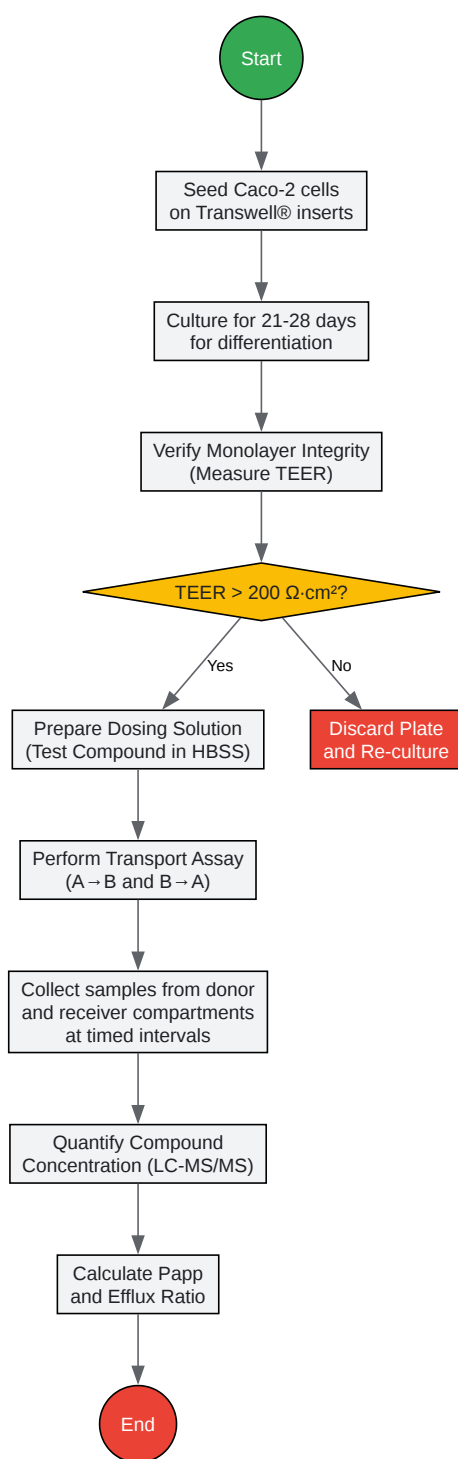 Start
Seed Caco-2 cells
on Transwell® inserts
Culture for 21-28 days
for differentiation
Verify Monolayer Integrity
(Measure TEER)
TEER > 200 Ω·cm²?
Yes
No
Prepare Dosing Solution
(Test Compound in HBSS)
Discard Plate
and Re-culture
Perform Transport Assay
(A→B and B→A)
Collect samples from donor
and receiver compartments
at timed intervals
Quantify Compound
Concentration (LC-MS/MS)
Calculate Papp
and Efflux Ratio
End